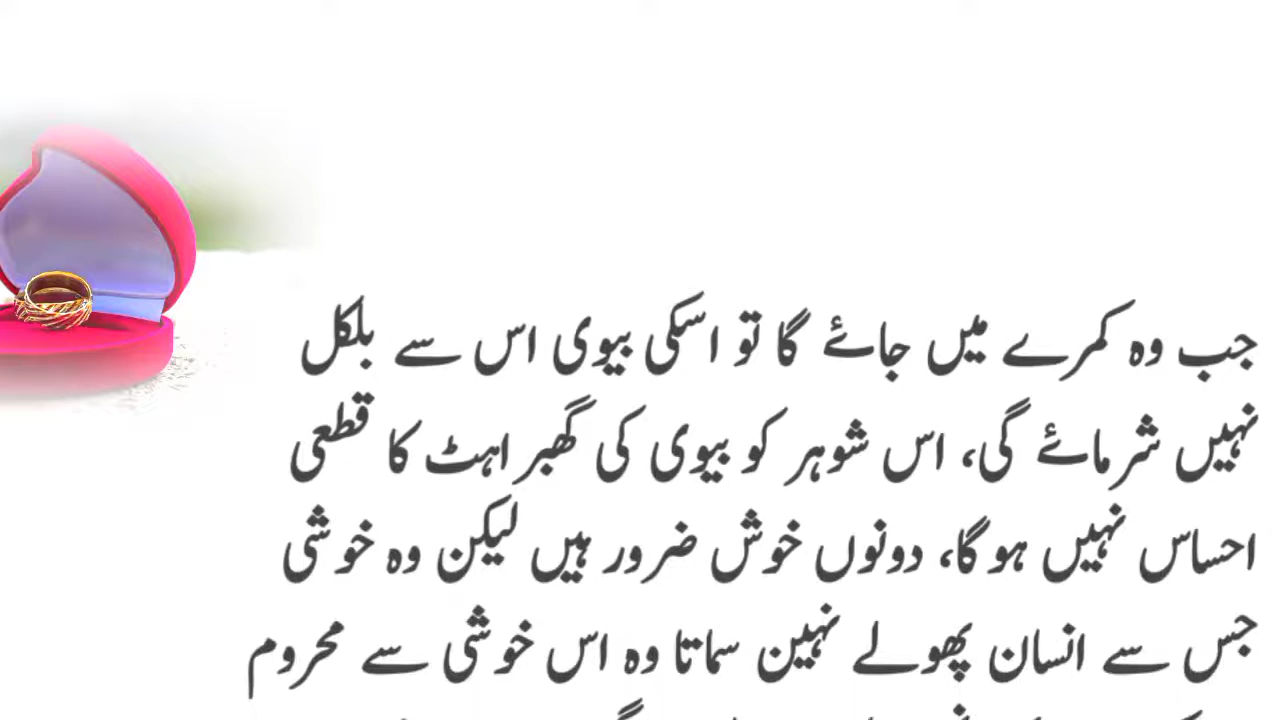 جب وہ کمرے میں جائے گا تو اسکی بیوی اس سے بلکل
نہیں شرمائے گی، اس شوہر کو بیوی کی گھبراہٹ کا قطعی
احساس نہیں ہو گا، دونوں خوش ضرور ہیں لیکن وہ خوشی
جس سے انسان پھولے نہین سماتا وہ اس خوشی سے محروم